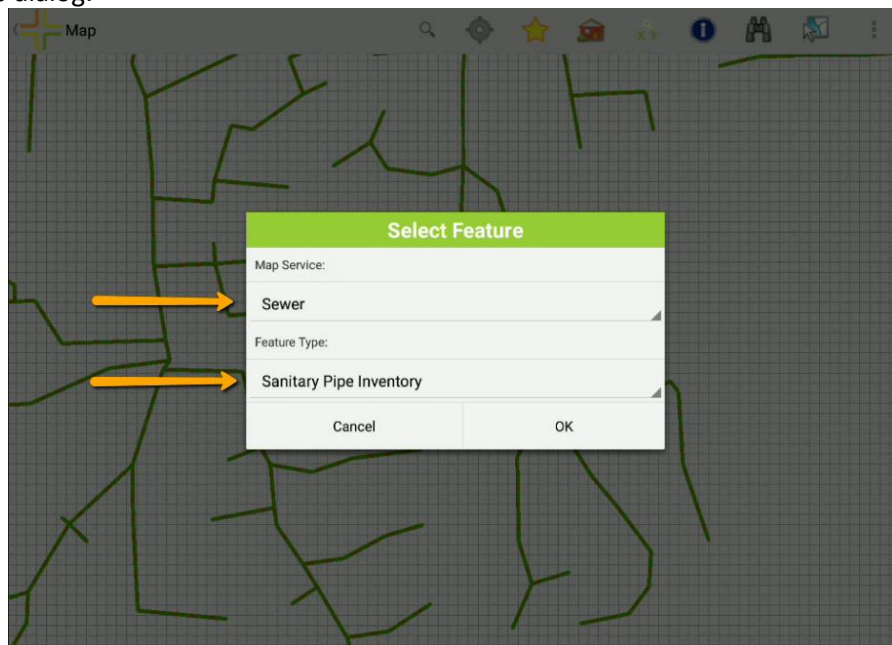 dialog.
Map
X Y
Select Feature
Map Service:
Sewer
Feature Type:
Sanitary Pipe Inventory
Cancel
OK